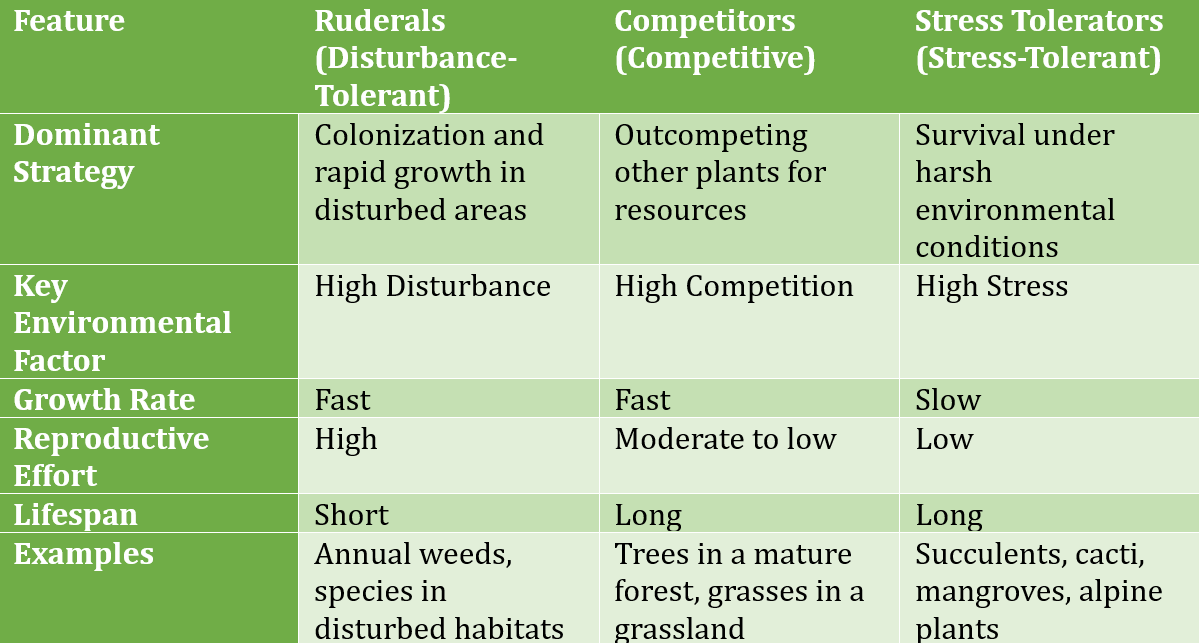 Feature
Ruderals
(Disturbance-
Tolerant)
Competitors
(Competitive)
Stress Tolerators
(Stress-Tolerant)
Dominant
Strategy
Colonization and
rapid growth in
disturbed areas
Outcompeting
other plants for
resources
Survival under
harsh
environmental
conditions
Key
Environmental
Factor
High Disturbance
High Competition
High Stress
Growth Rate
Fast
Fast
Slow
Reproductive
Effort
High
Moderate to low
Low
Lifespan
Short
Long
Long
Examples
Annual weeds,
species in
disturbed habitats
Trees in a mature
forest, grasses in a
grassland
Succulents, cacti,
mangroves, alpine
plants